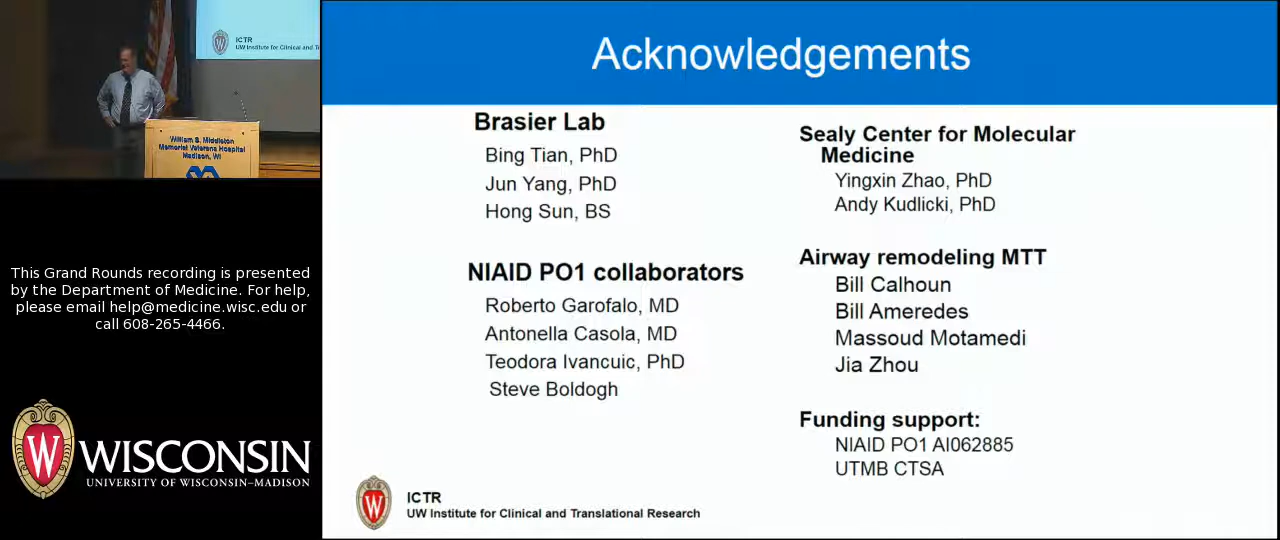 ICTR
UW Institute for Clinical and Tra
William S. Middleton
Memorial Veterans Hospital
Madison, WI
This Grand Rounds recording is presented
by the Department of Medicine. For help,
please email help@medicine.wisc.edu or
call 608-265-4466.
W
WISCONSIN
UNIVERSITY OF WISCONSIN–MADISON
Acknowledgements
Brasier Lab
Bing Tian, PhD
Jun Yang, PhD
Hong Sun, BS
NIAID PO1 collaborators
Roberto Garofalo, MD
Antonella Casola, MD
Teodora Ivancuic, PhD
Steve Boldogh
Sealy Center for Molecular
Medicine
Yingxin Zhao, PhD
Andy Kudlicki, PhD
Airway remodeling MTT
Bill Calhoun
Bill Ameredes
Massoud Motamedi
Jia Zhou
Funding support:
NIAID PO1 AI062885
UTMB CTSA
W
ICTR
UW Institute for Clinical and Translational Research